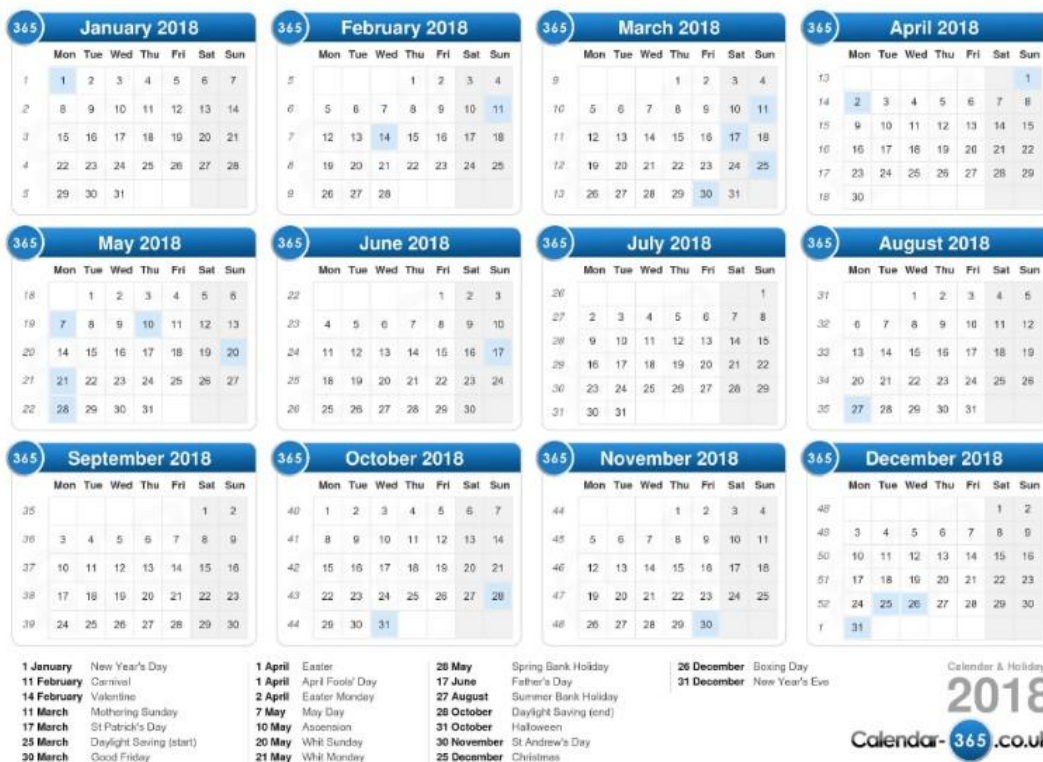 365 January 2018
Mon Tue Wed Thu Fri Sat Sun
1 1 2 3 4 5 6 7
2 8 9 10 11 12 13 14
3 15 16 17 18 19 20 21
4 22 23 24 25 26 27 28
5 29 30 31
365 February 2018
Mon Tue Wed Thu Fri Sat Sun
5 1 2 3 4
6 5 6 7 8 9 10 11
7 12 13 14 15 16 17 18
8 19 20 21 22 23 24 25
9 26 27 28
365 March 2018
Mon Tue Wed Thu Fri Sat Sun
9 1 2 3 4
10 5 6 7 8 9 10 11
11 12 13 14 15 16 17 18
12 19 20 21 22 23 24 25
13 26 27 28 29 30 31
365 April 2018
Mon Tue Wed Thu Fri Sat Sun
13 1
14 2 3 4 5 6 7 8
15 9 10 11 12 13 14 15
16 16 17 18 19 20 21 22
17 23 24 25 26 27 28 29
18 30
365 May 2018
Mon Tue Wed Thu Fri Sat Sun
18 1 2 3 4 5 6
19 7 8 9 10 11 12 13
20 14 15 16 17 18 19 20
21 21 22 23 24 25 26 27
22 28 29 30 31
365 June 2018
Mon Tue Wed Thu Fri Sat Sun
22 1 2 3
23 4 5 6 7 8 9 10
24 11 12 13 14 15 16 17
25 18 19 20 21 22 23 24
26 25 26 27 28 29 30
365 July 2018
Mon Tue Wed Thu Fri Sat Sun
26 1
27 2 3 4 5 6 7 8
28 9 10 11 12 13 14 15
29 16 17 18 19 20 21 22
30 23 24 25 26 27 28 29
31 30 31
365 August 2018
Mon Tue Wed Thu Fri Sat Sun
31 1 2 3 4 5
32 6 7 8 9 10 11 12
33 13 14 15 16 17 18 19
34 20 21 22 23 24 25 26
35 27 28 29 30 31
365 September 2018
Mon Tue Wed Thu Fri Sat Sun
35 1 2
36 3 4 5 6 7 8 9
37 10 11 12 13 14 15 16
38 17 18 19 20 21 22 23
39 24 25 26 27 28 29 30
365 October 2018
Mon Tue Wed Thu Fri Sat Sun
40 1 2 3 4 5 6 7
41 8 9 10 11 12 13 14
42 15 16 17 18 19 20 21
43 22 23 24 25 26 27 28
44 29 30 31
365 November 2018
Mon Tue Wed Thu Fri Sat Sun
44 1 2 3 4
45 5 6 7 8 9 10 11
46 12 13 14 15 16 17 18
47 19 20 21 22 23 24 25
48 26 27 28 29 30
365 December 2018
Mon Tue Wed Thu Fri Sat Sun
48 1 2
49 3 4 5 6 7 8 9
50 10 11 12 13 14 15 16
51 17 18 19 20 21 22 23
52 24 25 26 27 28 29 30
1 31
1 January New Year's Day
11 February Carnival
14 February Valentine
11 March Mothering Sunday
17 March St Patrick's Day
25 March Daylight Saving (start)
30 March Good Friday
1 April Easter
1 April April Fools' Day
2 April Easter Monday
7 May May Day
10 May Ascension
20 May Whit Sunday
21 May Whit Monday
28 May Spring Bank Holiday
17 June Father's Day
27 August Summer Bank Holiday
28 October Daylight Saving (end)
31 October Halloween
30 November St Andrew's Day
25 December Christmas
26 December Boxing Day
31 December New Year's Eve
Calender & Holiday
2018
Calendar-365.co.uk